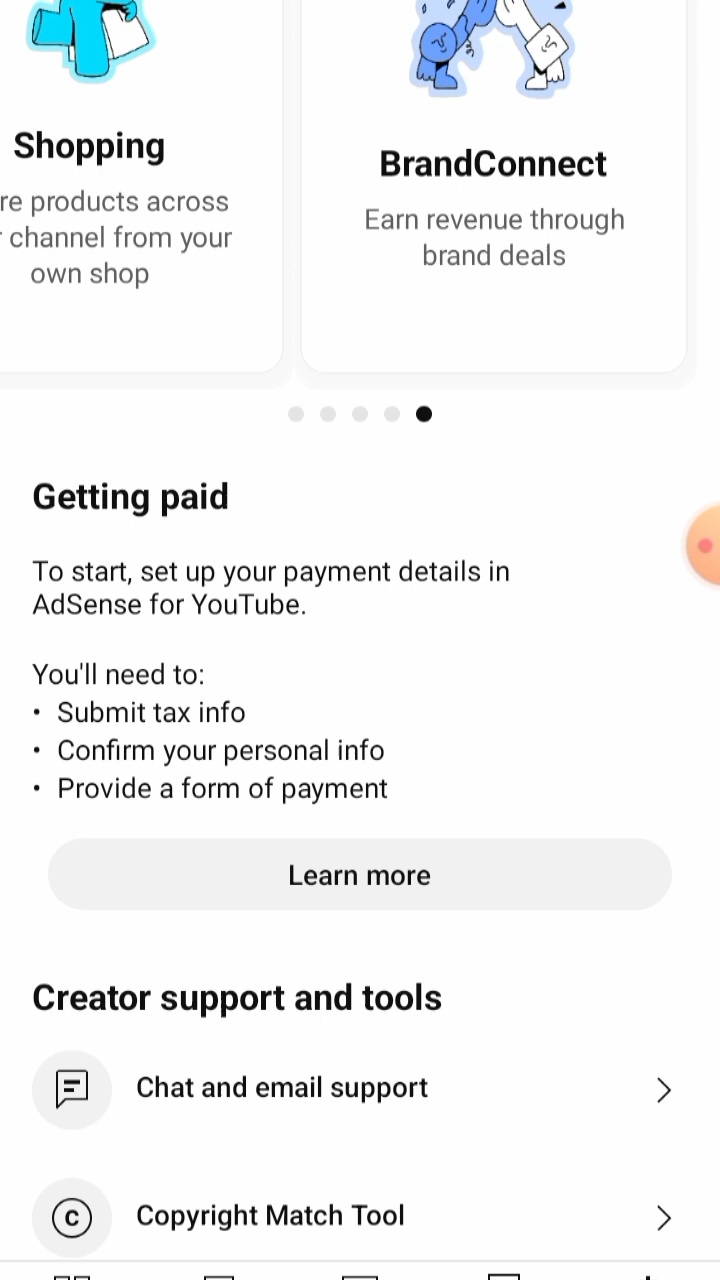 Shopping
re products across
channel from your
own shop
BrandConnect
Earn revenue through
brand deals
Getting paid
To start, set up your payment details in
AdSense for YouTube.
You'll need to:
• Submit tax info
• Confirm your personal info
• Provide a form of payment
Learn more
Creator support and tools
Chat and email support
Copyright Match Tool